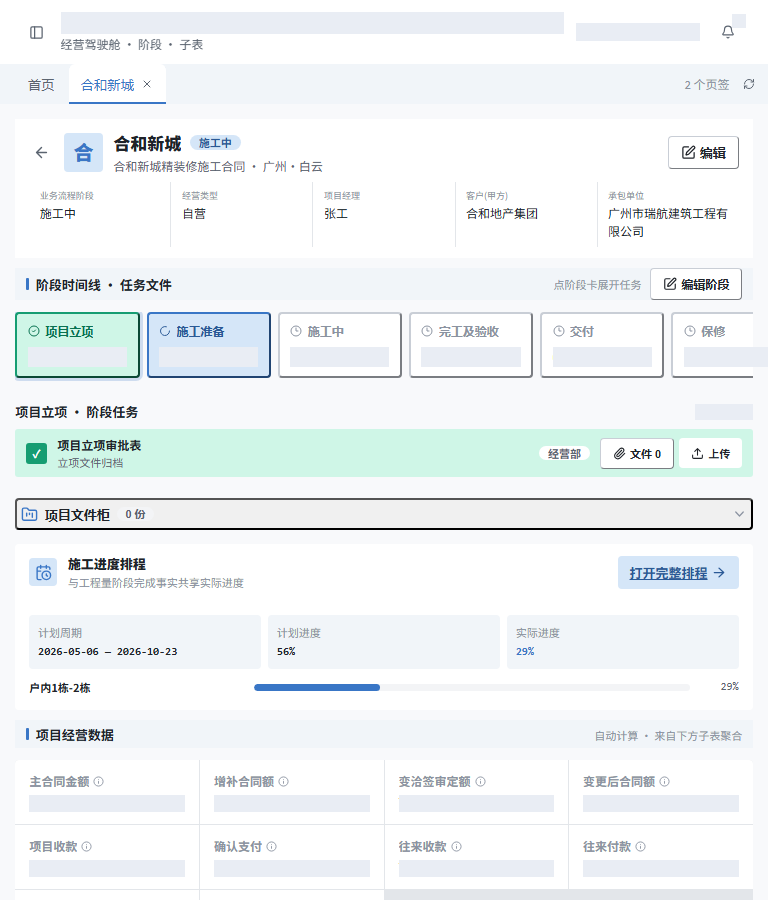 经营驾驶舱 • 阶段 • 子表
首页
合和新城 ×
2 个页签
合
合和新城 施工中
合和新城精装修施工合同 • 广州 • 白云
编辑
业务流程阶段
施工中
经营类型
自营
项目经理
张工
客户(甲方)
合和地产集团
承包单位
广州市瑞航建筑工程有
限公司
阶段时间线 • 任务文件
点阶段卡展开任务
编辑阶段
项目立项
施工准备
施工中
完工及验收
交付
保修
项目立项 • 阶段任务
项目立项审批表
立项文件归档
经营部
文件 0
上传
项目文件柜 0 份
施工进度排程
与工程量阶段完成事实共享实际进度
打开完整排程 →
计划周期
2026-05-06 — 2026-10-23
计划进度
56%
实际进度
29%
户内1栋-2栋
29%
项目经营数据
自动计算 • 来自下方子表聚合
主合同金额
增补合同额
变洽签审定额
变更后合同额
项目收款
确认支付
往来收款
往来付款